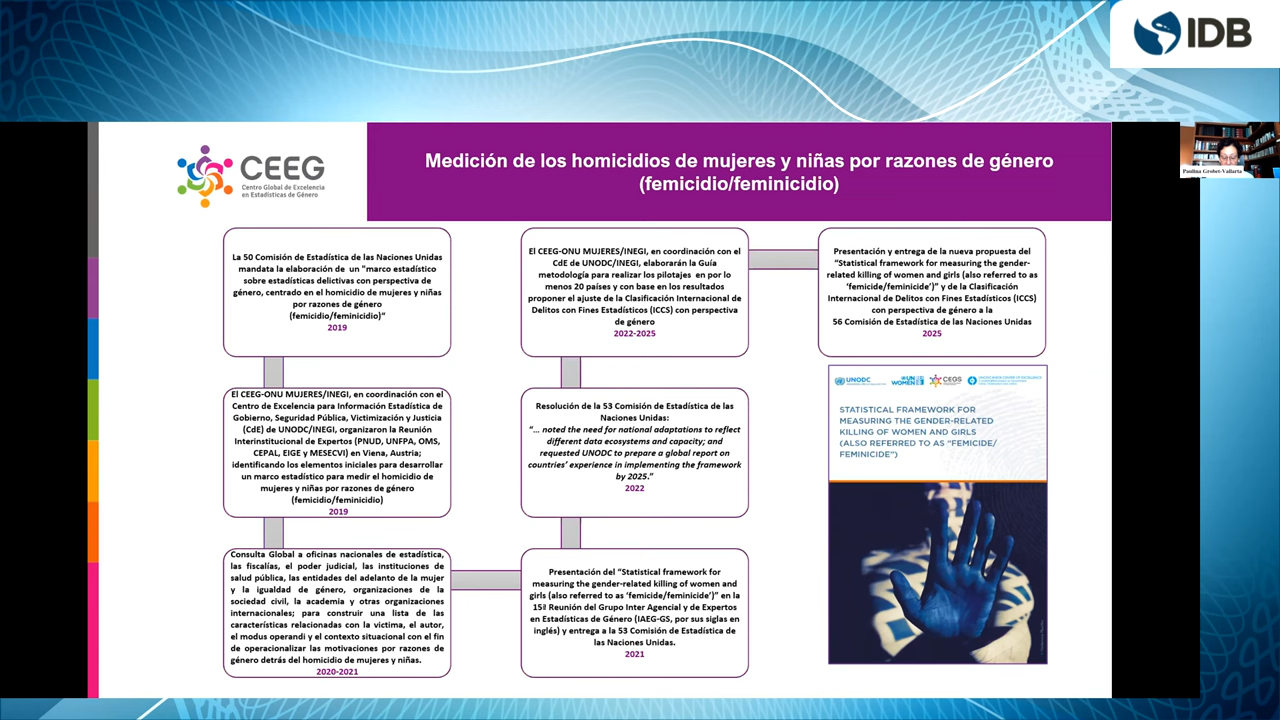 IDB
Paulina Grobet-Vallarta
CEEG
Centro Global de Excelencia
en Estadísticas de Género
Medición de los homicidios de mujeres y niñas por razones de género
(femicidio/feminicidio)
La 50 Comisión de Estadística de las Naciones Unidas
mandata la elaboración de un "marco estadístico
sobre estadísticas delictivas con perspectiva de
género, centrado en el homicidio de mujeres y niñas
por razones de género
(femicidio/feminicidio)“
2019
El CEEG-ONU MUJERES/INEGI, en coordinación con el
Centro de Excelencia para Información Estadística de
Gobierno, Seguridad Pública, Victimización y Justicia
(CdE) de UNODC/INEGI, organizaron la Reunión
Interinstitucional de Expertos (PNUD, UNFPA, OMS,
CEPAL, EIGE y MESECVI) en Viena, Austria;
identificando los elementos iniciales para desarrollar
un marco estadístico para medir el homicidio de
mujeres y niñas por razones de género
(femicidio/feminicidio)
2019
Consulta Global a oficinas nacionales de estadística,
las fiscalías, el poder judicial, las instituciones de
salud pública, las entidades del adelanto de la mujer
y la igualdad de género, organizaciones de la
sociedad civil, la academia y otras organizaciones
internacionales; para construir una lista de las
características relacionadas con la víctima, el autor,
el modus operandi y el contexto situacional con el fin
de operacionalizar las motivaciones por razones de
género detrás del homicidio de mujeres y niñas.
2020-2021
Presentación del “Statistical framework for
measuring the gender-related killing of women and
girls (also referred to as ‘femicide/feminicide’)” en la
15ª Reunión del Grupo Inter Agencial y de Expertos
en Estadísticas de Género (IAEG-GS, por sus siglas en
inglés) y entrega a la 53 Comisión de Estadística de
las Naciones Unidas.
2021
Resolución de la 53 Comisión de Estadística de las
Naciones Unidas:
“... noted the need for national adaptations to reflect
different data ecosystems and capacity; and
requested UNODC to prepare a global report on
countries’ experience in implementing the framework
by 2025.”
2022
El CEEG-ONU MUJERES/INEGI, en coordinación con el
CdE de UNODC/INEGI, elaborarán la Guía
metodología para realizar los pilotajes en por lo
menos 20 países y con base en los resultados
proponer el ajuste de la Clasificación Internacional de
Delitos con Fines Estadísticos (ICCS) con perspectiva
de género
2022-2025
Presentación y entrega de la nueva propuesta del
“Statistical framework for measuring the gender-
related killing of women and girls (also referred to as
‘femicide/feminicide’)” y de la Clasificación
Internacional de Delitos con Fines Estadísticos (ICCS)
con perspectiva de género a la
56 Comisión de Estadística de las Naciones Unidas
2025
UNODC
UN WOMEN
CEGS
STATISTICAL FRAMEWORK FOR
MEASURING THE GENDER-RELATED
KILLING OF WOMEN AND GIRLS
(ALSO REFERRED TO AS “FEMICIDE/
FEMINICIDE”)